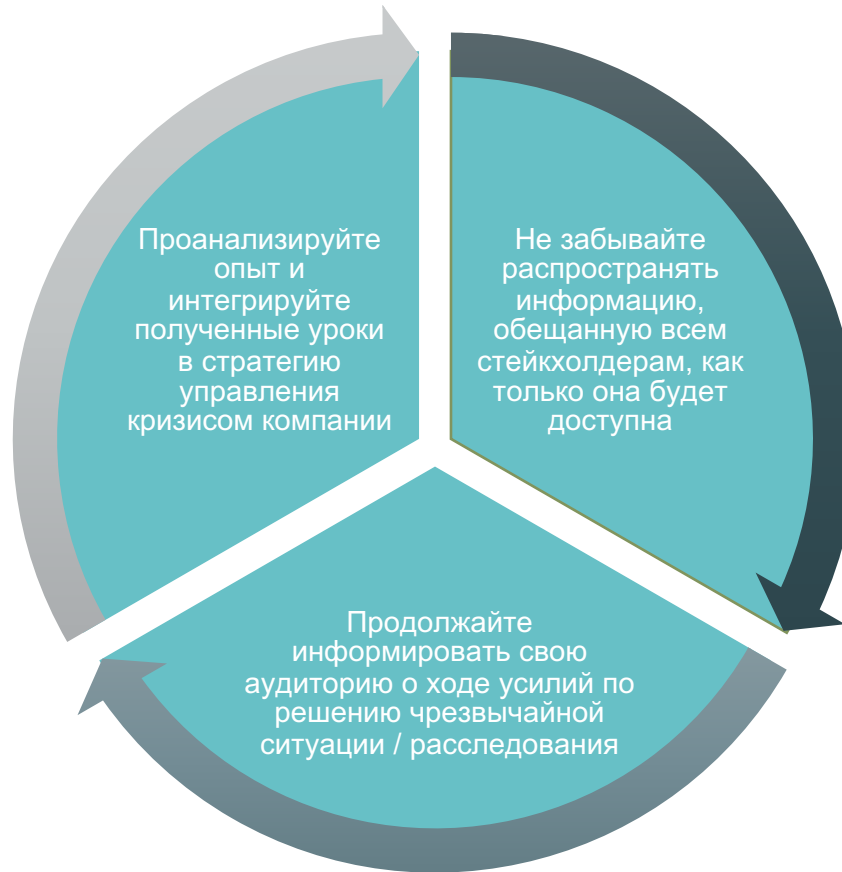 Проанализируйте
опыт и
интегрируйте
полученные уроки
в стратегию
управления
кризисом компании
Не забывайте
распространять
информацию,
обещанную всем
стейкхолдерам, как
только она будет
доступна
Продолжайте
информировать свою
аудиторию о ходе усилий по
решению чрезвычайной
ситуации / расследования